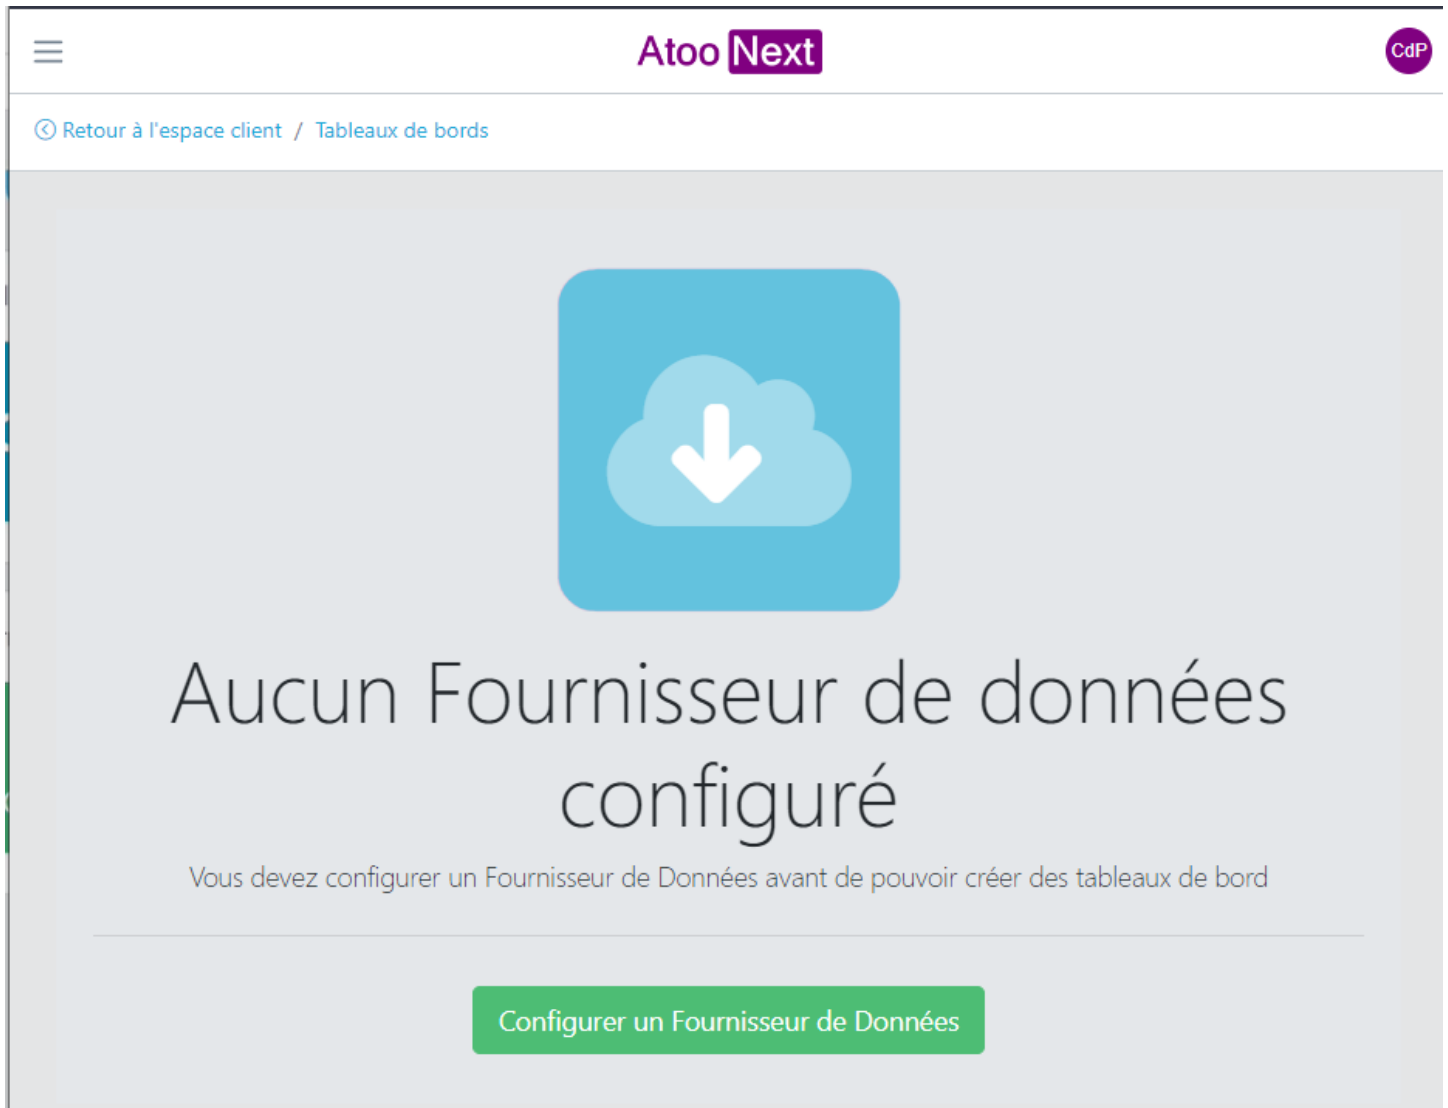 Atoo Next
CdP
Retour à l'espace client / Tableaux de bords
Aucun Fournisseur de données
configuré
Vous devez configurer un Fournisseur de Données avant de pouvoir créer des tableaux de bord
Configurer un Fournisseur de Données